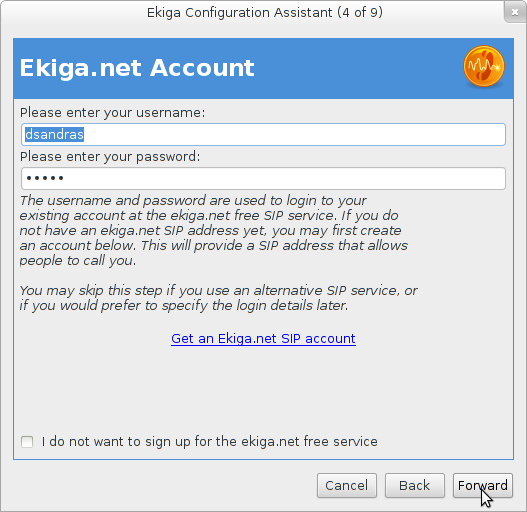 Ekiga Configuration Assistant (4 of 9)
Ekiga.net Account
Please enter your username:
dsandras
Please enter your password:
•••••
The username and password are used to login to your
existing account at the ekiga.net free SIP service. If you do
not have an ekiga.net SIP address yet, you may first create
an account below. This will provide a SIP address that allows
people to call you.
You may skip this step if you use an alternative SIP service, or
if you would prefer to specify the login details later.
Get an Ekiga.net SIP account
I do not want to sign up for the ekiga.net free service
Cancel Back Forward